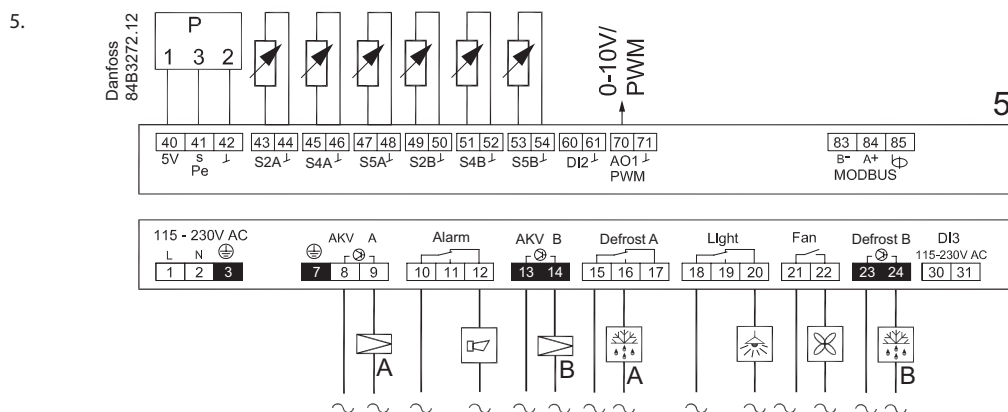 5.
Danfoss
84B3272.12
P
1 3 2
0-10V/
PWM
5
40 41 42 43 44 45 46 47 48 49 50 51 52 53 54 60 61 70 71 83 84 85
5V s S2A S4A S5A S2B S4B S5B DI2 AO1 B- A+
Pe PWM MODBUS
115 - 230V AC AKV A Alarm AKV B Defrost A LIght Fan Defrost B DI3
L N 115-230V AC
1 2 3 7 8 9 10 11 12 13 14 15 16 17 18 19 20 21 22 23 24 30 31
A B A B